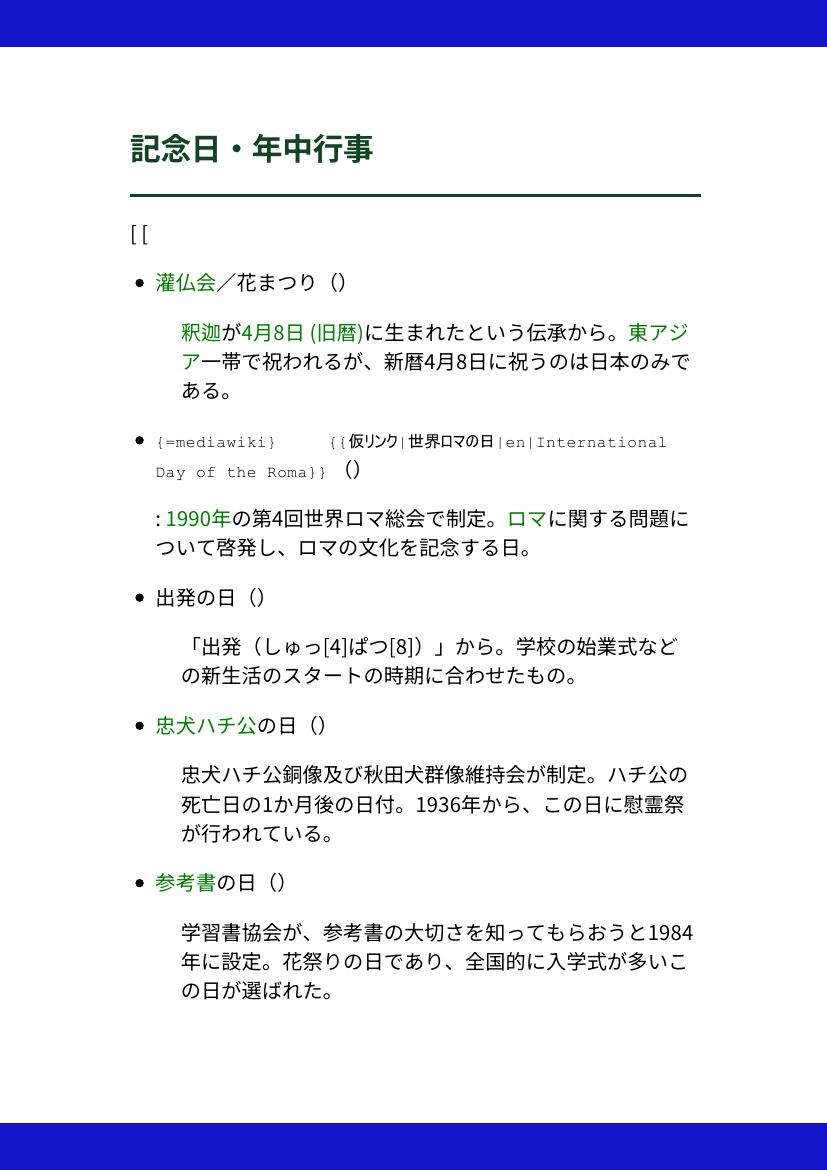 記念日・年中行事
[ [
• 灌仏会／花まつり（）
釈迦が4月8日 (旧暦)に生まれたという伝承から。東アジ
ア一帯で祝われるが、新暦4月8日に祝うのは日本のみで
ある。
• {=mediawiki} {{仮リンク|世界ロマの日|en|International
Day of the Roma}} （）
: 1990年の第4回世界ロマ総会で制定。ロマに関する問題に
ついて啓発し、ロマの文化を記念する日。
• 出発の日（）
「出発（しゅっ[4]ぱつ[8]）」から。学校の始業式など
の新生活のスタートの時期に合わせたもの。
• 忠犬ハチ公の日（）
忠犬ハチ公銅像及び秋田犬群像維持会が制定。ハチ公の
死亡日の1か月後の日付。1936年から、この日に慰霊祭
が行われている。
• 参考書の日（）
学習書協会が、参考書の大切さを知ってもらおうと1984
年に設定。花祭りの日であり、全国的に入学式が多いこ
の日が選ばれた。